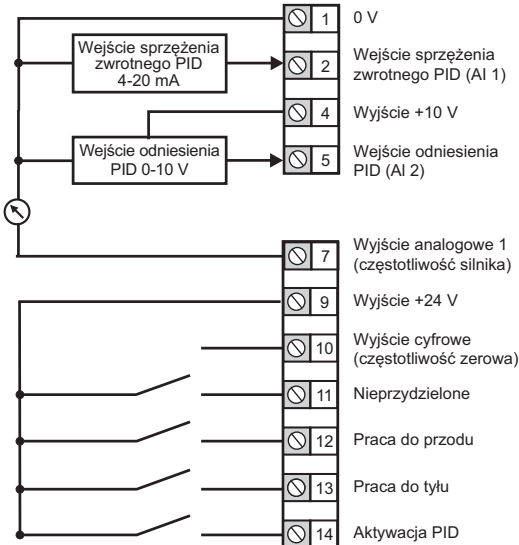 1
0 V
Wejście sprzężenia
zwrotnego PID
4-20 mA
2
Wejście sprzężenia
zwrotnego PID (AI 1)
4
Wyjście +10 V
Wejście odniesienia
PID 0-10 V
5
Wejście odniesienia
PID (AI 2)
7
Wyjście analogowe 1
(częstotliwość silnika)
9
Wyjście +24 V
10
Wyjście cyfrowe
(częstotliwość zerowa)
11
Nieprzydzielone
12
Praca do przodu
13
Praca do tyłu
14
Aktywacja PID